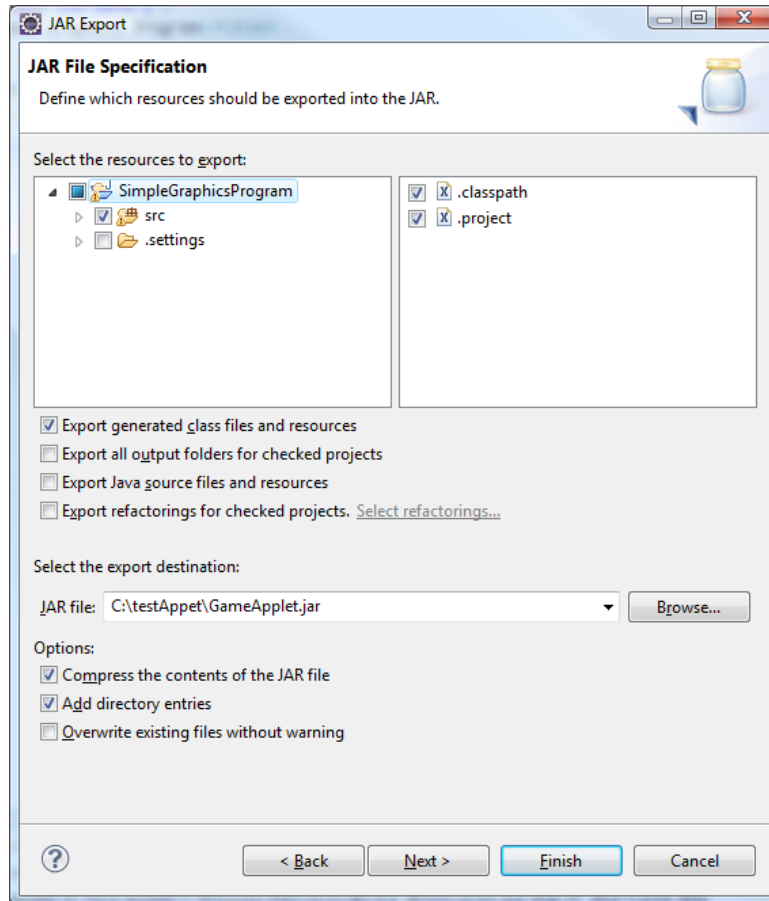 JAR Export
JAR File Specification
Define which resources should be exported into the JAR.
Select the resources to export:
SimpleGraphicsProgram
src
.settings
.classpath
.project
Export generated class files and resources
Export all output folders for checked projects
Export Java source files and resources
Export refactorings for checked projects. Select refactorings...
Select the export destination:
JAR file: C:\testAppet\GameApplet.jar Browse...
Options:
Compress the contents of the JAR file
Add directory entries
Overwrite existing files without warning
? < Back Next > Finish Cancel